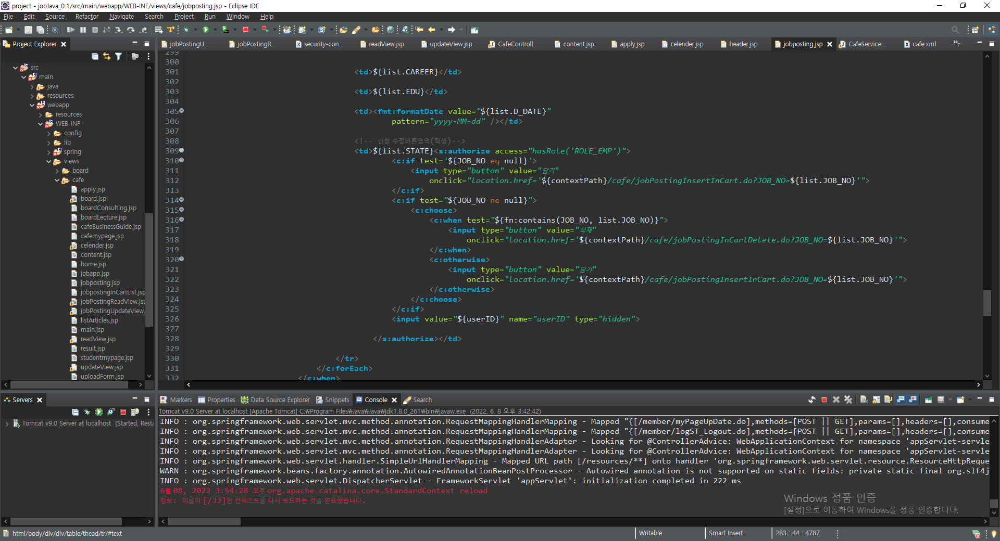 project - jobJava_0.1/src/main/webapp/WEB-INF/views/cafe/jobposting.jsp - Eclipse IDE
File Edit Source Refactor Navigate Search Project Run Window Help
Project Explorer
jobPostingU... jobPostingR... security-con... readView.jsp updateView.jsp CafeControll... content.jsp apply.jsp celender.jsp header.jsp jobposting.jsp CafeService... cafe.xml
src
main
java
resources
webapp
resources
WEB-INF
config
lib
spring
views
board
cafe
apply.jsp
board.jsp
boardConsulting.jsp
boardLecture.jsp
cafeBusinessGuide.jsp
cafemypage.jsp
celender.jsp
content.jsp
home.jsp
jobapp.jsp
jobposting.jsp
jobpostingInCartList.jsp
jobPostingReadView.jsp
jobPostingUpdateView.
listArticles.jsp
main.jsp
readView.jsp
result.jsp
studentmypage.jsp
updateView.jsp
uploadForm.jsp
299
300
301 <td>${list.CAREER}</td>
302
303 <td>${list.EDU}</td>
304
305 <td><fmt:formatDate value="${list.D_DATE}"
306 pattern="yyyy-MM-dd" /></td>
307
308 <!-- 신청 수정버튼영역(학생)-->
309 <td>${list.STATE}<s:authorize access="hasRole('ROLE_EMP')">
310 <c:if test='${JOB_NO eq null}'>
311 <input type="button" value="담기"
312 onclick="location.href='${contextPath}/cafe/jobPostingInsertInCart.do?JOB_NO=${list.JOB_NO}'">
313 </c:if>
314 <c:if test="${JOB_NO ne null}">
315 <c:choose>
316 <c:when test="${fn:contains(JOB_NO, list.JOB_NO)}">
317 <input type="button" value="삭제"
318 onclick="location.href='${contextPath}/cafe/jobPostingInCartDelete.do?JOB_NO=${list.JOB_NO}'">
319 </c:when>
320 <c:otherwise>
321 <input type="button" value="담기"
322 onclick="location.href='${contextPath}/cafe/jobPostingInsertInCart.do?JOB_NO=${list.JOB_NO}'">
323 </c:otherwise>
324 </c:choose>
325 </c:if>
326 <input value="${userID}" name="userID" type="hidden">
327
328 </s:authorize></td>
329
330 </tr>
331 </c:forEach>
332 </c:when>
Servers
Tomcat v9.0 Server at localhost [Started, Resta
Markers Properties Data Source Explorer Snippets Console Search
Tomcat v9.0 Server at localhost [Apache Tomcat] C:₩Program Files₩Java₩Java₩jdk1.8.0_261₩bin₩javaw.exe (2022. 6. 8 오후 3:42:42)
INFO : org.springframework.web.servlet.mvc.method.annotation.RequestMappingHandlerMapping - Mapped "{[/member/myPageUpDate.do],methods=[POST || GET],params=[],headers=[],consume
INFO : org.springframework.web.servlet.mvc.method.annotation.RequestMappingHandlerMapping - Mapped "{[/member/logST_Logout.do],methods=[POST || GET],params=[],headers=[],consume
INFO : org.springframework.web.servlet.mvc.method.annotation.RequestMappingHandlerAdapter - Looking for @ControllerAdvice: WebApplicationContext for namespace 'appServlet-servle
INFO : org.springframework.web.servlet.mvc.method.annotation.RequestMappingHandlerAdapter - Looking for @ControllerAdvice: WebApplicationContext for namespace 'appServlet-servle
INFO : org.springframework.web.servlet.handler.SimpleUrlHandlerMapping - Mapped URL path [/resources/**] onto handler 'org.springframework.web.servlet.resource.ResourceHttpReque
WARN : org.springframework.beans.factory.annotation.AutowiredAnnotationBeanPostProcessor - Autowired annotation is not supported on static fields: private static final org.slf4j
INFO : org.springframework.web.servlet.DispatcherServlet - FrameworkServlet 'appServlet': initialization completed in 222 ms
6월 08, 2022 3:54:28 오후 org.apache.catalina.core.StandardContext reload
정보: 이름이 [/JJ]인 컨텍스트를 다시 로드하는 것을 완료했습니다.
Windows 정품 인증
[설정]으로 이동하여 Windows를 정품 인증합니다.
html/body/div/div/table/thead/tr/#text
Writable
Smart Insert
283 : 44 : 4787